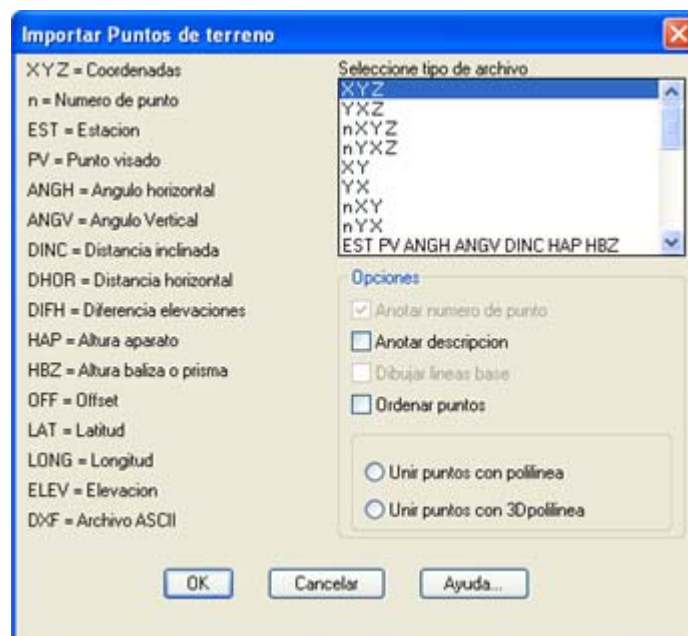 Importar Puntos de terreno
XYZ = Coordenadas
n = Numero de punto
EST = Estacion
PV = Punto visado
ANGH = Angulo horizontal
ANGV = Angulo Vertical
DINC = Distancia inclinada
DHOR = Distancia horizontal
DIFH = Diferencia elevaciones
HAP = Altura aparato
HBZ = Altura baliza o prisma
OFF = Offset
LAT = Latitud
LONG = Longitud
ELEV = Elevacion
DXF = Archivo ASCII
Seleccione tipo de archivo
XYZ
YXZ
nXYZ
nYXZ
XY
YX
nXY
nYX
EST PV ANGH ANGV DINC HAP HBZ
Opciones
Anotar numero de punto
Anotar descripcion
Dibujar lineas base
Ordenar puntos
Unir puntos con polilinea
Unir puntos con 3Dpolilinea
OK
Cancelar
Ayuda...